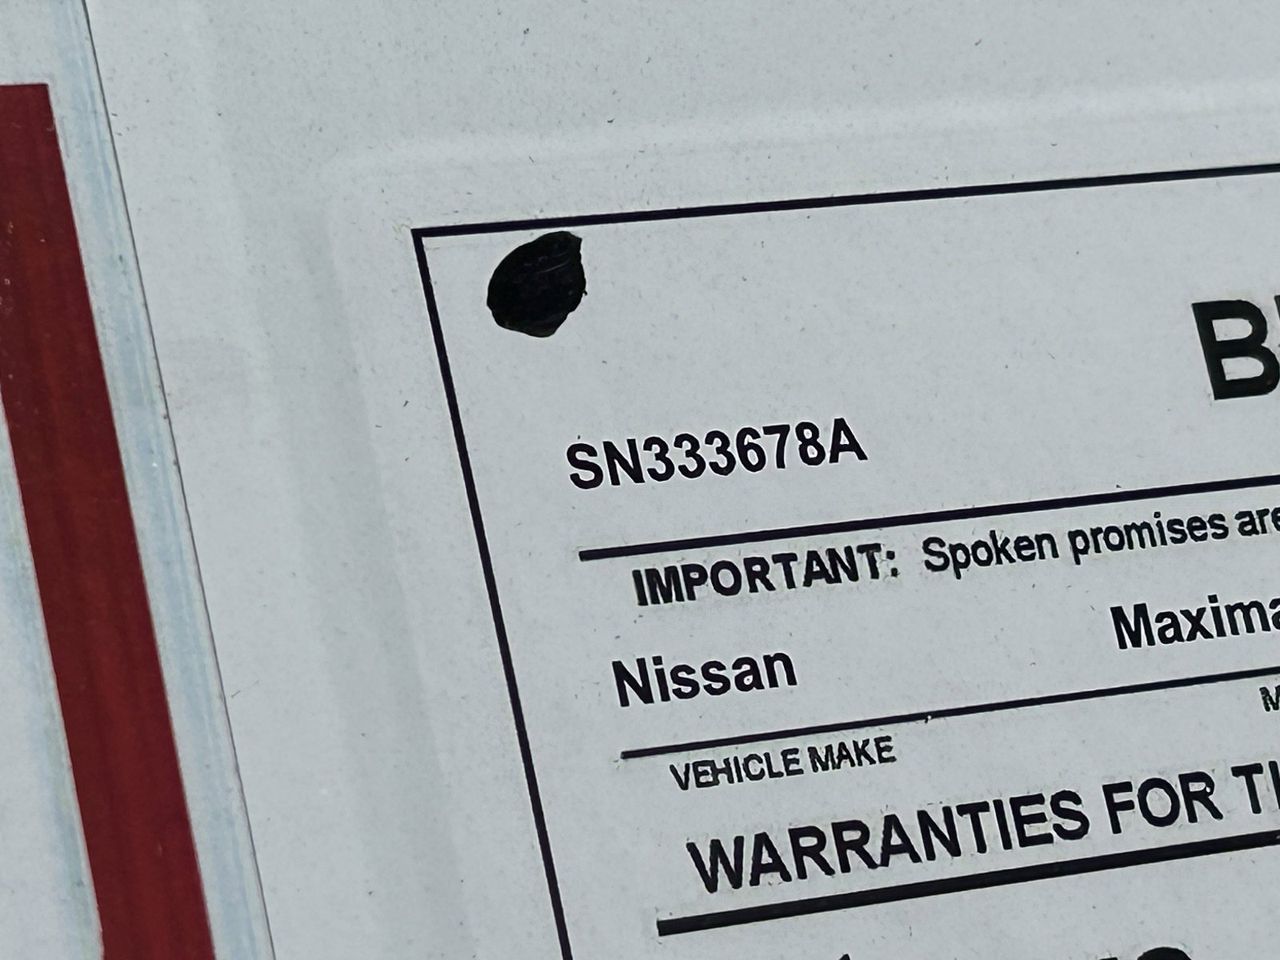 SN333678A
IMPORTANT: Spoken promises are
Nissan Maxima
VEHICLE MAKE
WARRANTIES FOR